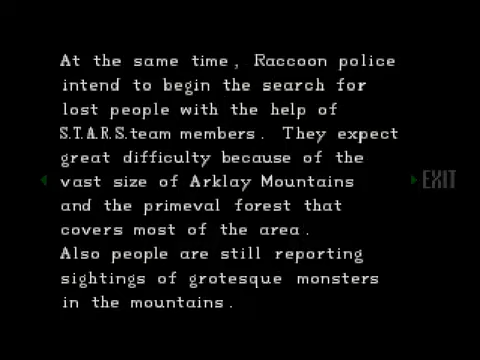 At the same time, Raccoon police
intend to begin the search for
lost people with the help of
S.T.A.R.S.team members. They expect
great difficulty because of the
vast size of Arklay Mountains
and the primeval forest that
covers most of the area.
Also people are still reporting
sightings of grotesque monsters
in the mountains.
EXIT